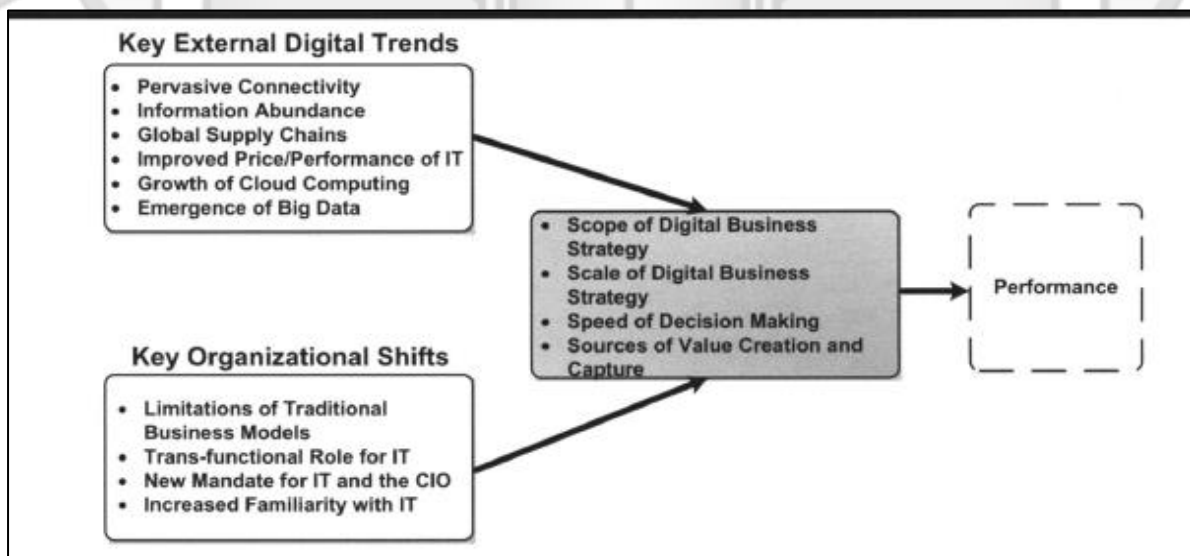 Key External Digital Trends
• Pervasive Connectivity
• Information Abundance
• Global Supply Chains
• Improved Price/Performance of IT
• Growth of Cloud Computing
• Emergence of Big Data
• Scope of Digital Business
Strategy
• Scale of Digital Business
Strategy
• Speed of Decision Making
• Sources of Value Creation and
Capture
Performance
Key Organizational Shifts
• Limitations of Traditional
Business Models
• Trans-functional Role for IT
• New Mandate for IT and the CIO
• Increased Familiarity with IT